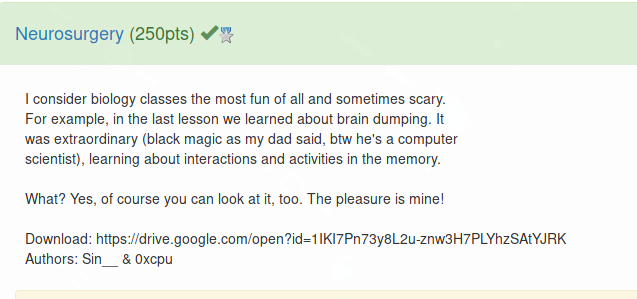 Neurosurgery (250pts)
I consider biology classes the most fun of all and sometimes scary.
For example, in the last lesson we learned about brain dumping. It
was extraordinary (black magic as my dad said, btw he's a computer
scientist), learning about interactions and activities in the memory.
What? Yes, of course you can look at it, too. The pleasure is mine!
Download: https://drive.google.com/open?id=1IKI7Pn73y8L2u-znw3H7PLYhzSAtYJRK
Authors: Sin__ & 0xcpu